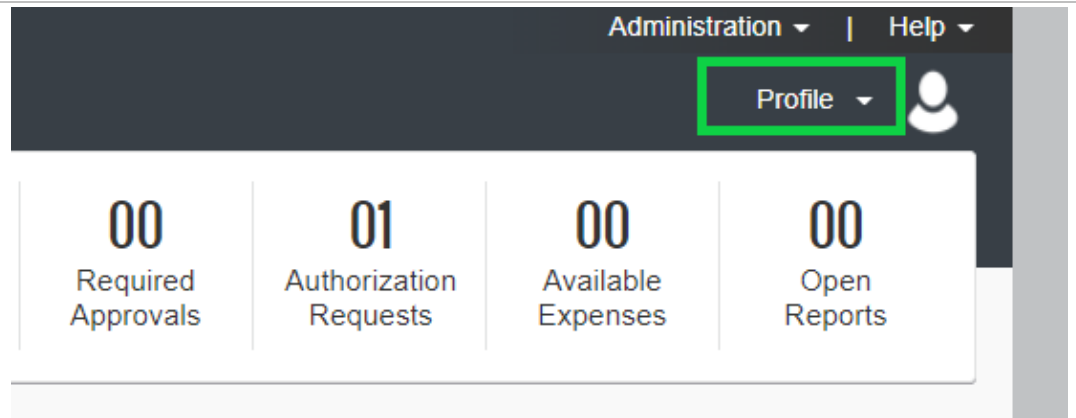 Administration | Help
Profile
00 01 00 00
Required Authorization Available Open
Approvals Requests Expenses Reports